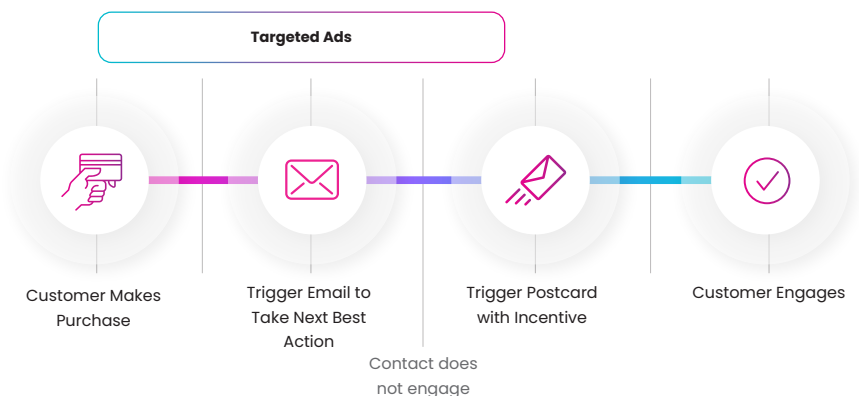 Targeted Ads
Customer Makes
Purchase
Trigger Email to
Take Next Best
Action
Contact does
not engage
Trigger Postcard
with Incentive
Customer Engages